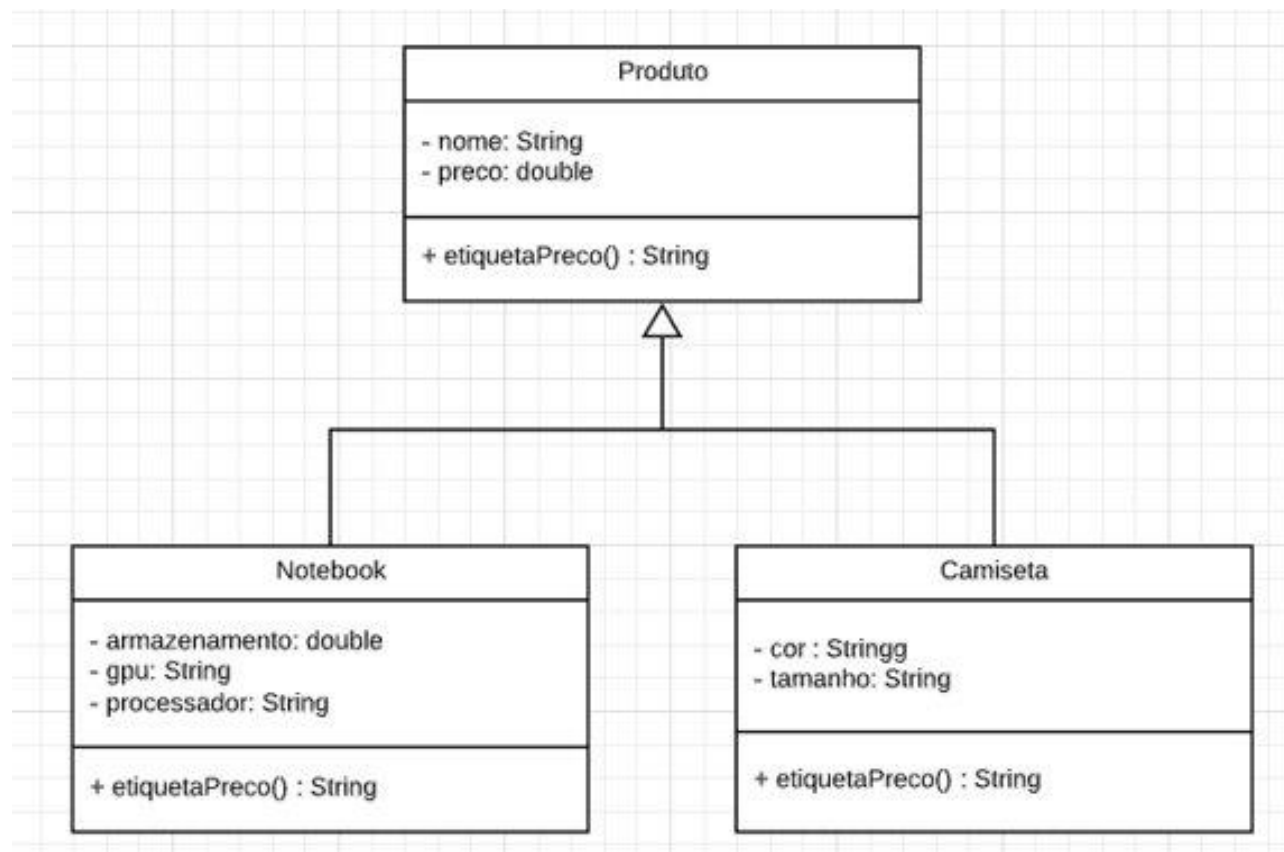 Produto
- nome: String
- preco: double
+ etiquetaPreco() : String
Notebook
- armazenamento: double
- gpu: String
- processador: String
+ etiquetaPreco() : String
Camiseta
- cor : Stringg
- tamanho: String
+ etiquetaPreco() : String